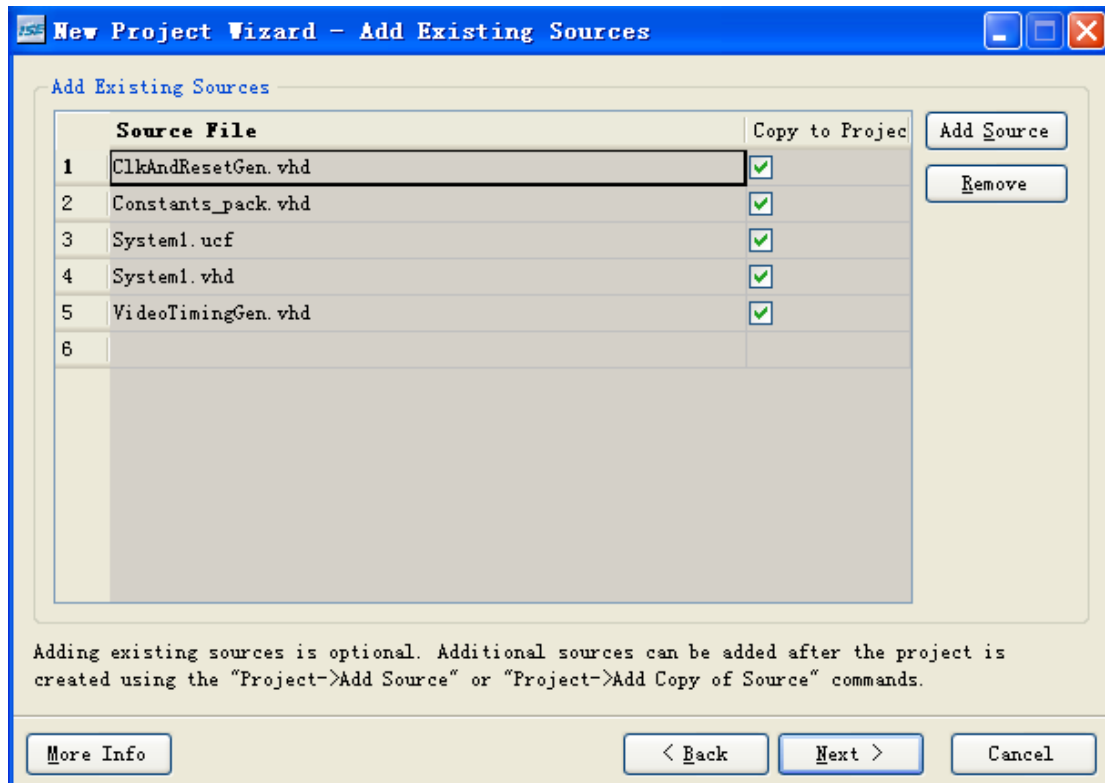 ISE New Project Wizard - Add Existing Sources
Add Existing Sources
Source File Copy to Projec Add Source
1 ClkAndResetGen.vhd Remove
2 Constants_pack.vhd
3 System1.ucf
4 System1.vhd
5 VideoTimingGen.vhd
6
Adding existing sources is optional. Additional sources can be added after the project is
created using the "Project->Add Source" or "Project->Add Copy of Source" commands.
More Info < Back Next > Cancel